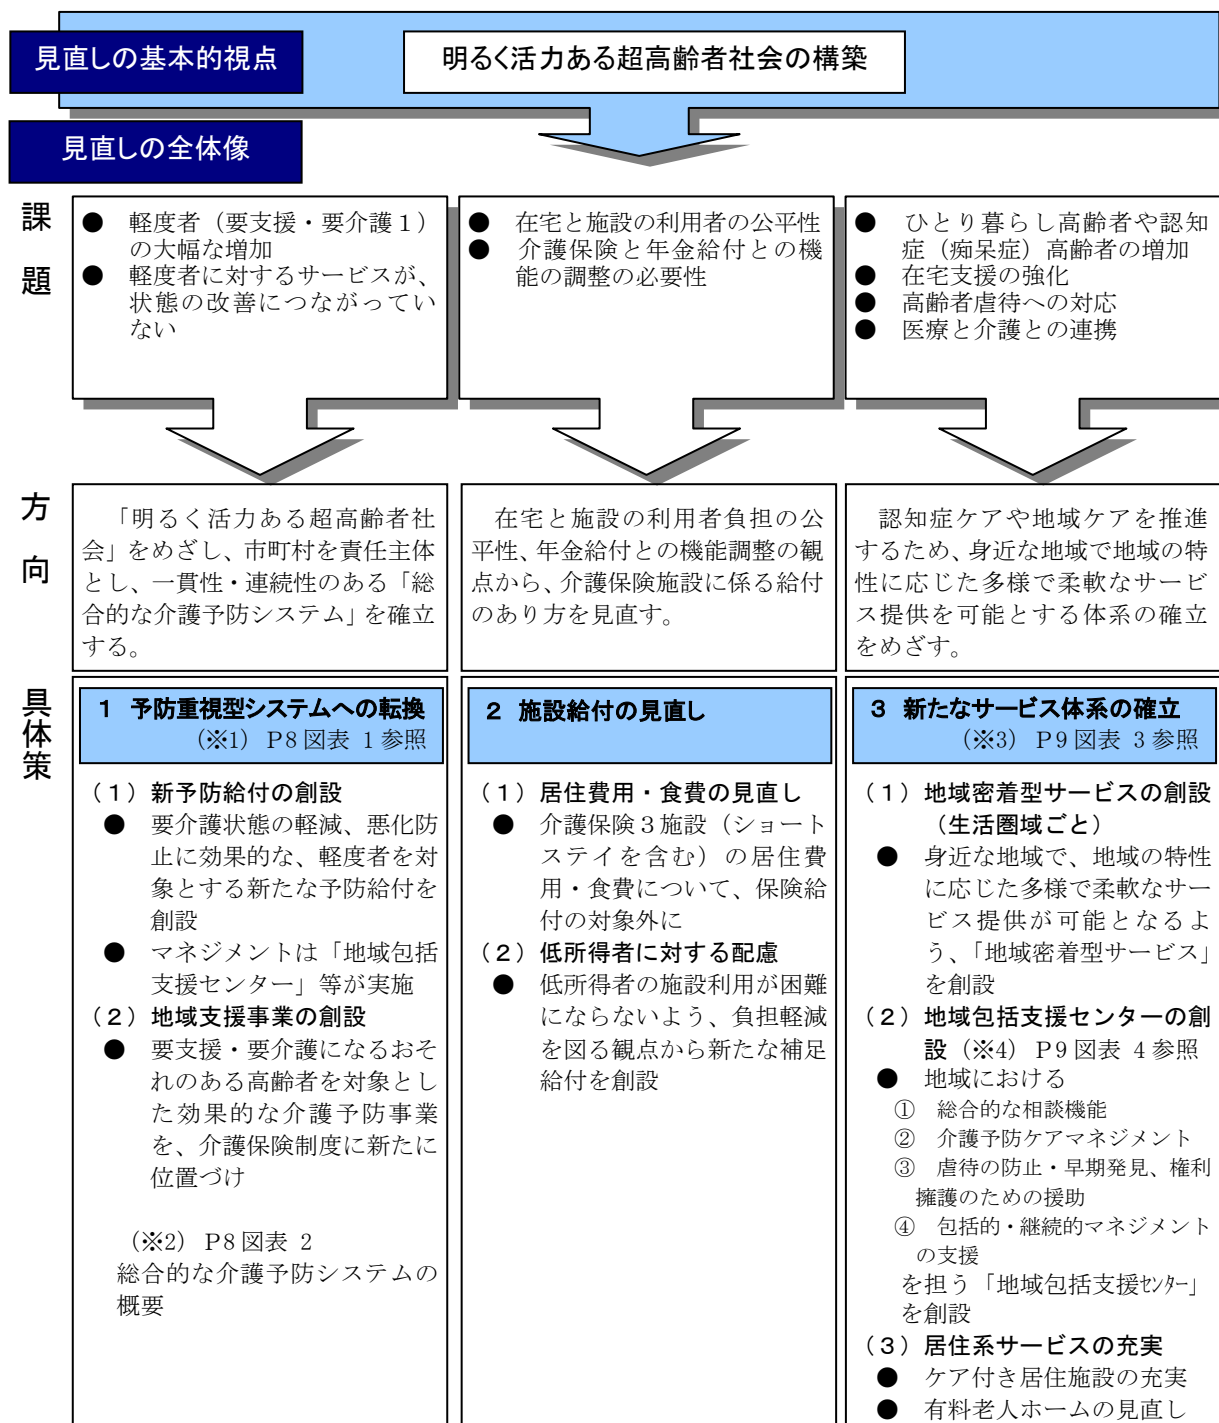 見直しの基本的視点
明るく活力ある超高齢者社会の構築
見直しの全体像
課題
● 軽度者（要支援・要介護１）
の大幅な増加
● 軽度者に対するサービスが、
状態の改善につながってい
ない
● 在宅と施設の利用者の公平性
● 介護保険と年金給付との機
能の調整の必要性
● ひとり暮らし高齢者や認知
症（痴呆症）高齢者の増加
● 在宅支援の強化
● 高齢者虐待への対応
● 医療と介護との連携
方向
「明るく活力ある超高齢者社
会」をめざし、市町村を責任主体
とし、一貫性・連続性のある「総
合的な介護予防システム」を確立
する。
在宅と施設の利用者負担の公
平性、年金給付との機能調整の観
点から、介護保険施設に係る給付
のあり方を見直す。
認知症ケアや地域ケアを推進
するため、身近な地域で地域の特
性に応じた多様で柔軟なサービ
ス提供を可能とする体系の確立
をめざす。
具体策
１ 予防重視型システムへの転換
（※1） P8 図表 1 参照
（１）新予防給付の創設
● 要介護状態の軽減、悪化防
止に効果的な、軽度者を対
象とする新たな予防給付を
創設
● マネジメントは「地域包括
支援センター」等が実施
（２）地域支援事業の創設
● 要支援・要介護になるおそ
れのある高齢者を対象とし
た効果的な介護予防事業
を、介護保険制度に新たに
位置づけ
（※2） P8 図表 2
総合的な介護予防システムの
概要
２ 施設給付の見直し
（１）居住費用・食費の見直し
● 介護保険３施設（ショート
ステイを含む）の居住費
用・食費について、保険給
付の対象外に
（２）低所得者に対する配慮
● 低所得者の施設利用が困難
にならないよう、負担軽減
を図る観点から新たな補足
給付を創設
３ 新たなサービス体系の確立
（※3） P9 図表 3 参照
（１）地域密着型サービスの創設
（生活圏域ごと）
● 身近な地域で、地域の特性
に応じた多様で柔軟なサー
ビス提供が可能となるよ
う、「地域密着型サービス」
を創設
（２）地域包括支援センターの創
設（※4） P9 図表 4 参照
● 地域における
① 総合的な相談機能
② 介護予防ケアマネジメント
③ 虐待の防止・早期発見、権利
擁護のための援助
④ 包括的・継続的マネジメント
の支援
を担う「地域包括支援ｾﾝﾀｰ」
を創設
（３）居住系サービスの充実
● ケア付き居住施設の充実
● 有料老人ホームの見直し